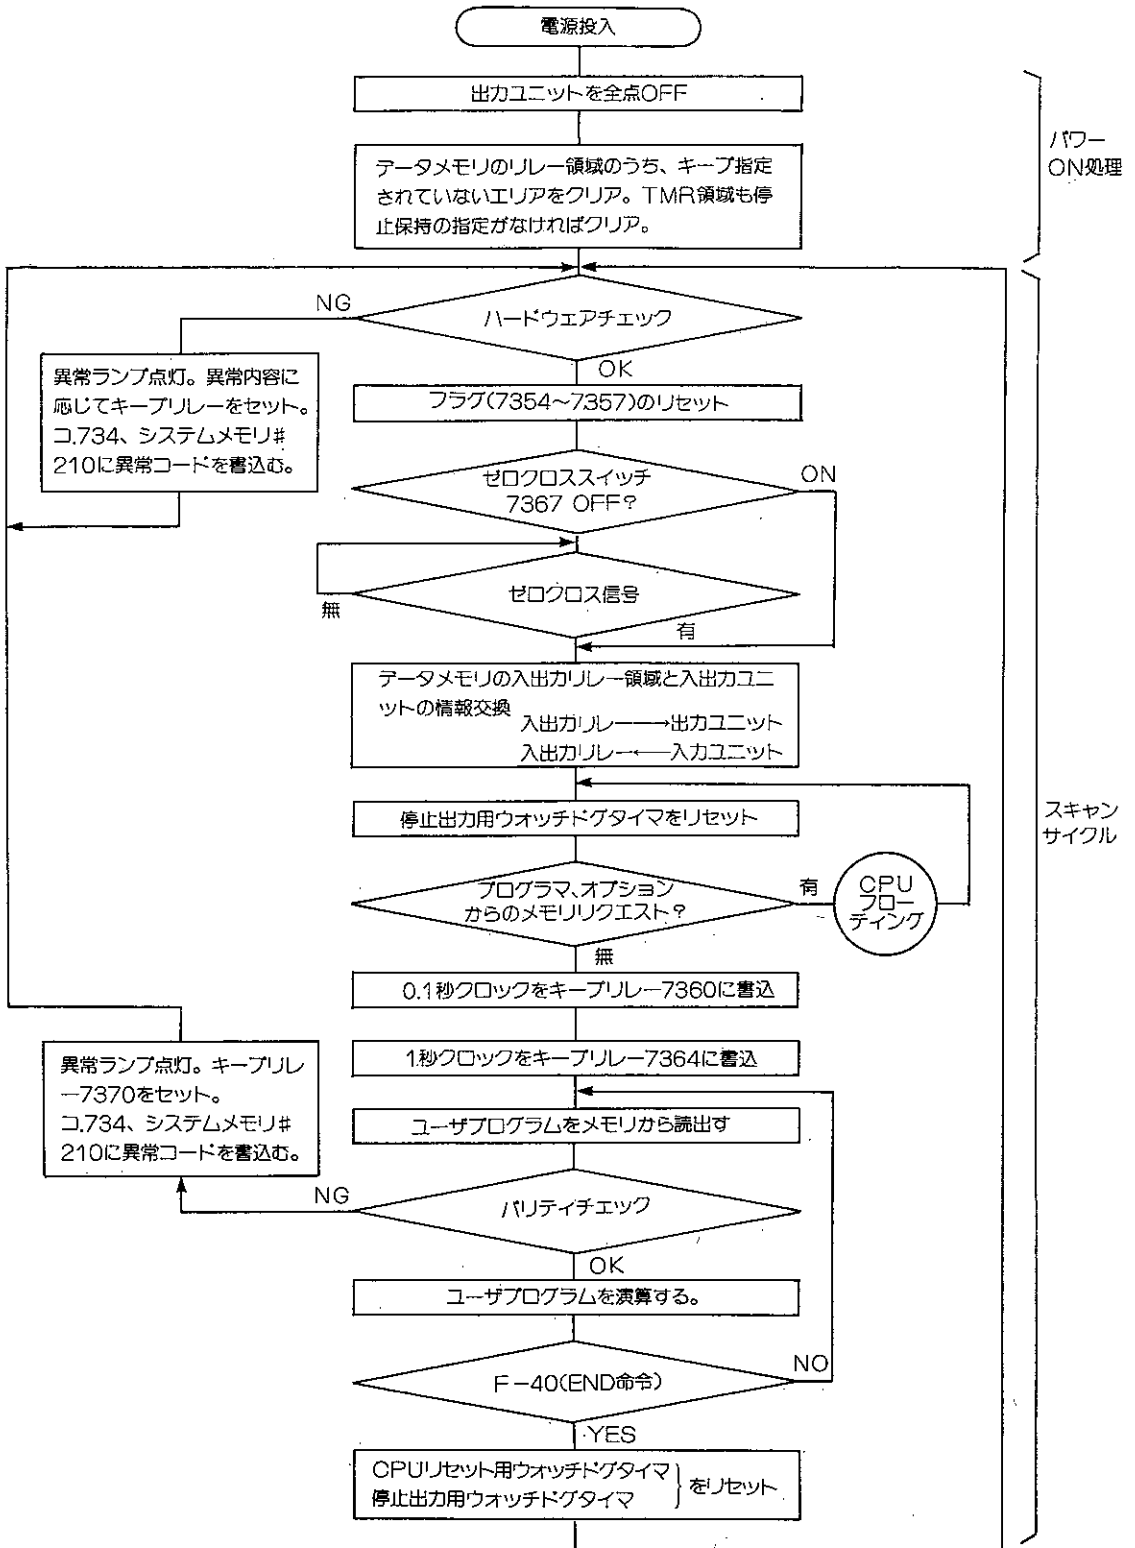 電源投入
出力ユニットを全点OFF
パワー
ON処理
データメモリのリレー領域のうち、キープ指定
されていないエリアをクリア。TMR領域も停
止保持の指定がなければクリア。
NG
ハードウェアチェック
OK
異常ランプ点灯。異常内容に
応じてキープリレーをセット。
コ.734、システムメモリ#
210に異常コードを書込む。
フラグ(7354〜7357)のリセット
ゼロクロススイッチ
7367 OFF?
ON
ゼロクロス信号
無
有
データメモリの入出力リレー領域と入出力ユニ
ットの情報交換
入出力リレー─→出力ユニット
入出力リレー←─入力ユニット
停止出力用ウオッチドグタイマをリセット
スキャン
サイクル
プログラマ、オプション
からのメモリリクエスト?
有
CPU
フロー
ティング
無
0.1秒クロックをキープリレー7360に書込
1秒クロックをキープリレー7364に書込
異常ランプ点灯。キープリレ
ー7370をセット。
コ.734、システムメモリ#
210に異常コードを書込む。
ユーザプログラムをメモリから読出す
NG
パリティチェック
OK
ユーザプログラムを演算する。
F-40(END命令)
NO
YES
CPUリセット用ウォッチドグタイマ
停止出力用ウォッチドグタイマ
}をリセット